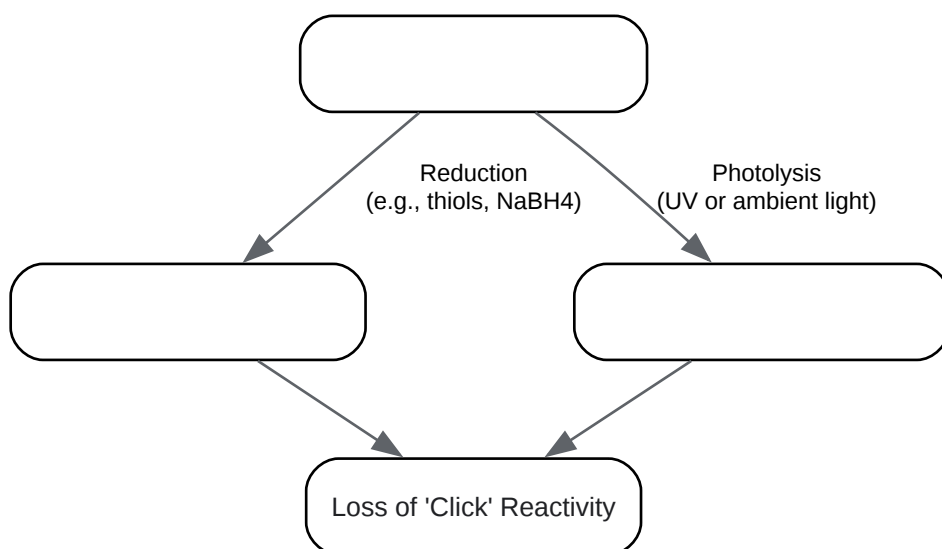 Reduction
(e.g., thiols, NaBH4)
Photolysis
(UV or ambient light)
Loss of 'Click' Reactivity